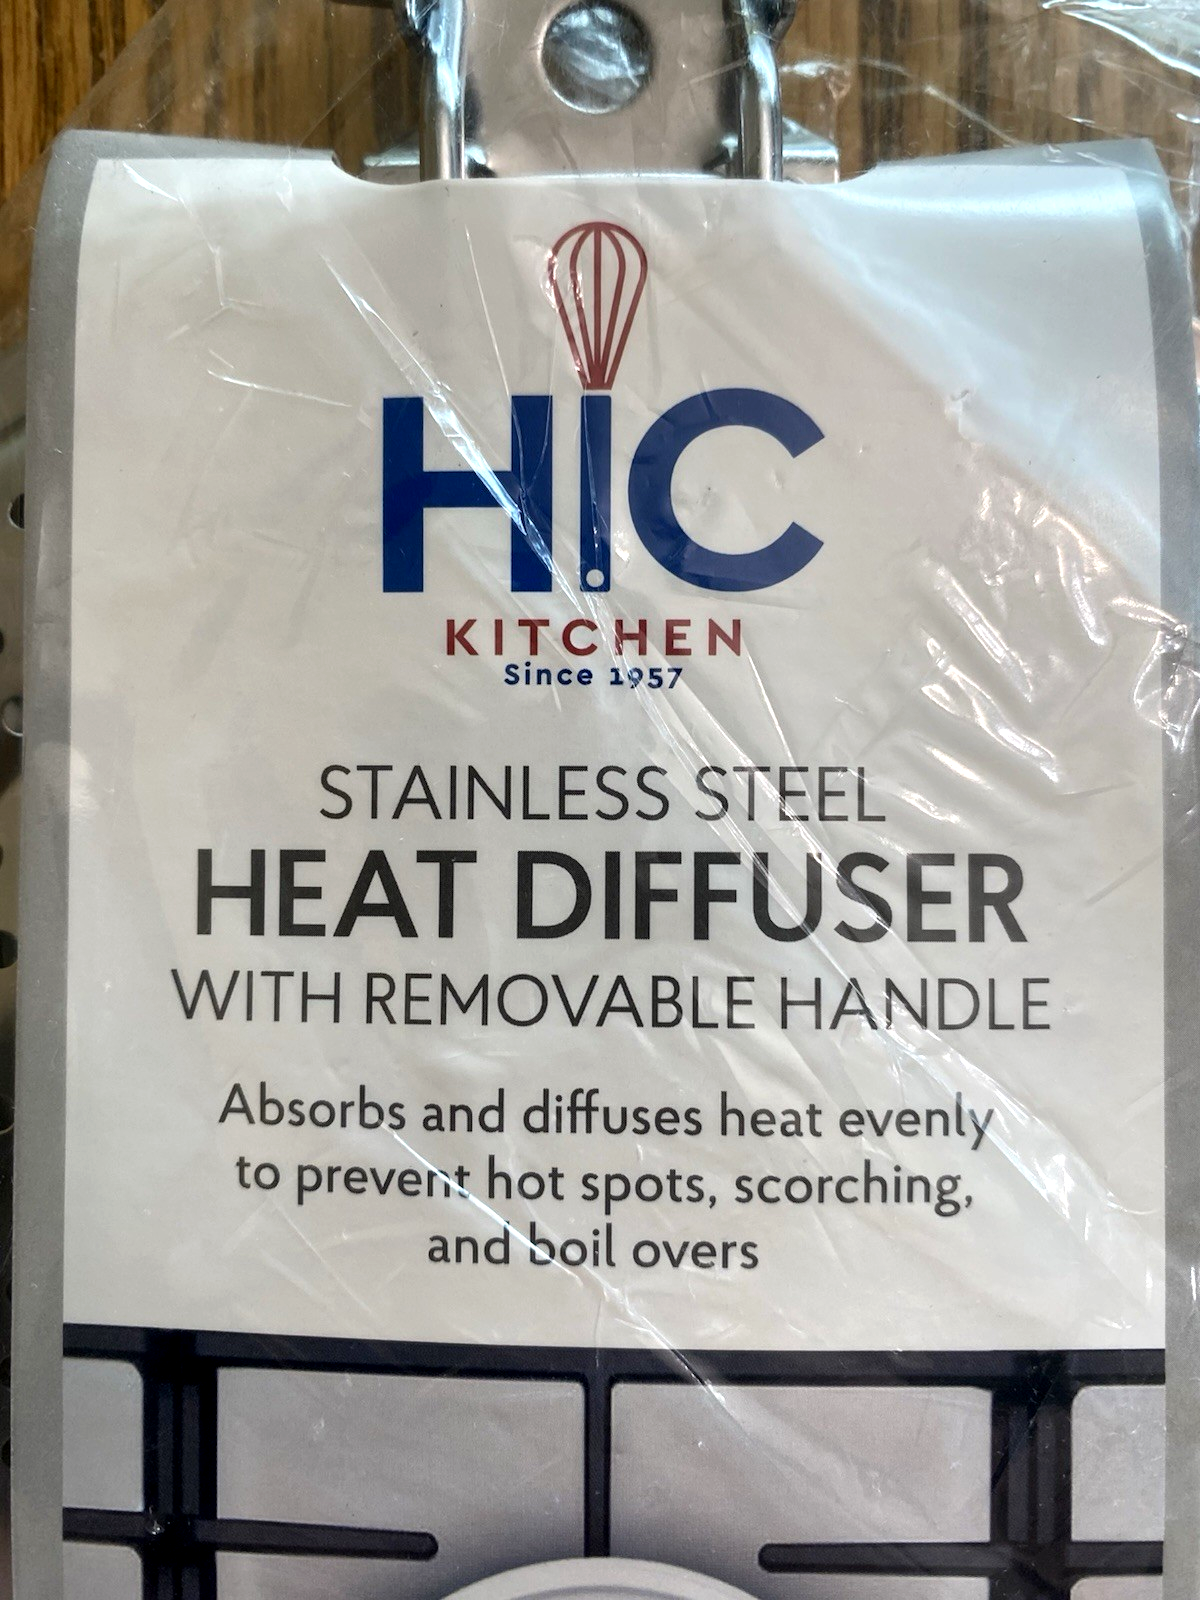 HIC
KITCHEN
Since 1957
STAINLESS STEEL
HEAT DIFFUSER
WITH REMOVABLE HANDLE
Absorbs and diffuses heat evenly
to prevent hot spots, scorching,
and boil overs